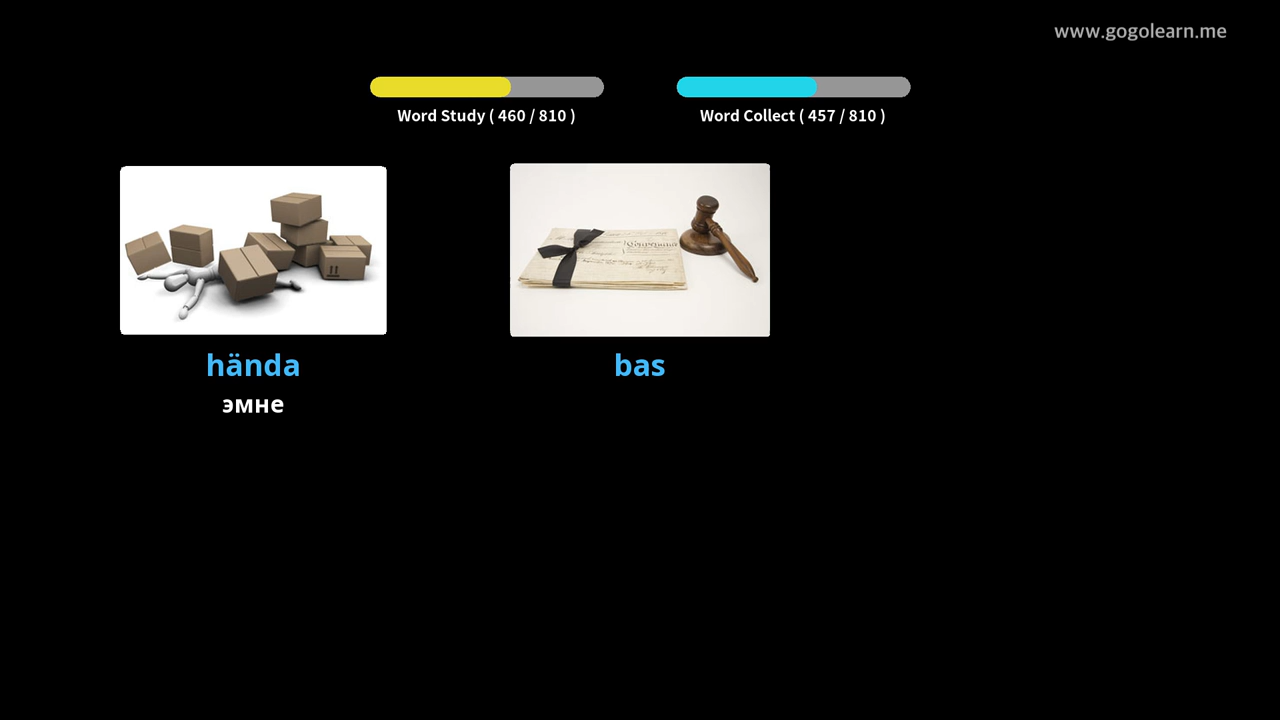 www.gogolearn.me
Word Study ( 460 / 810 )
Word Collect ( 457 / 810 )
hända
bas
эмне